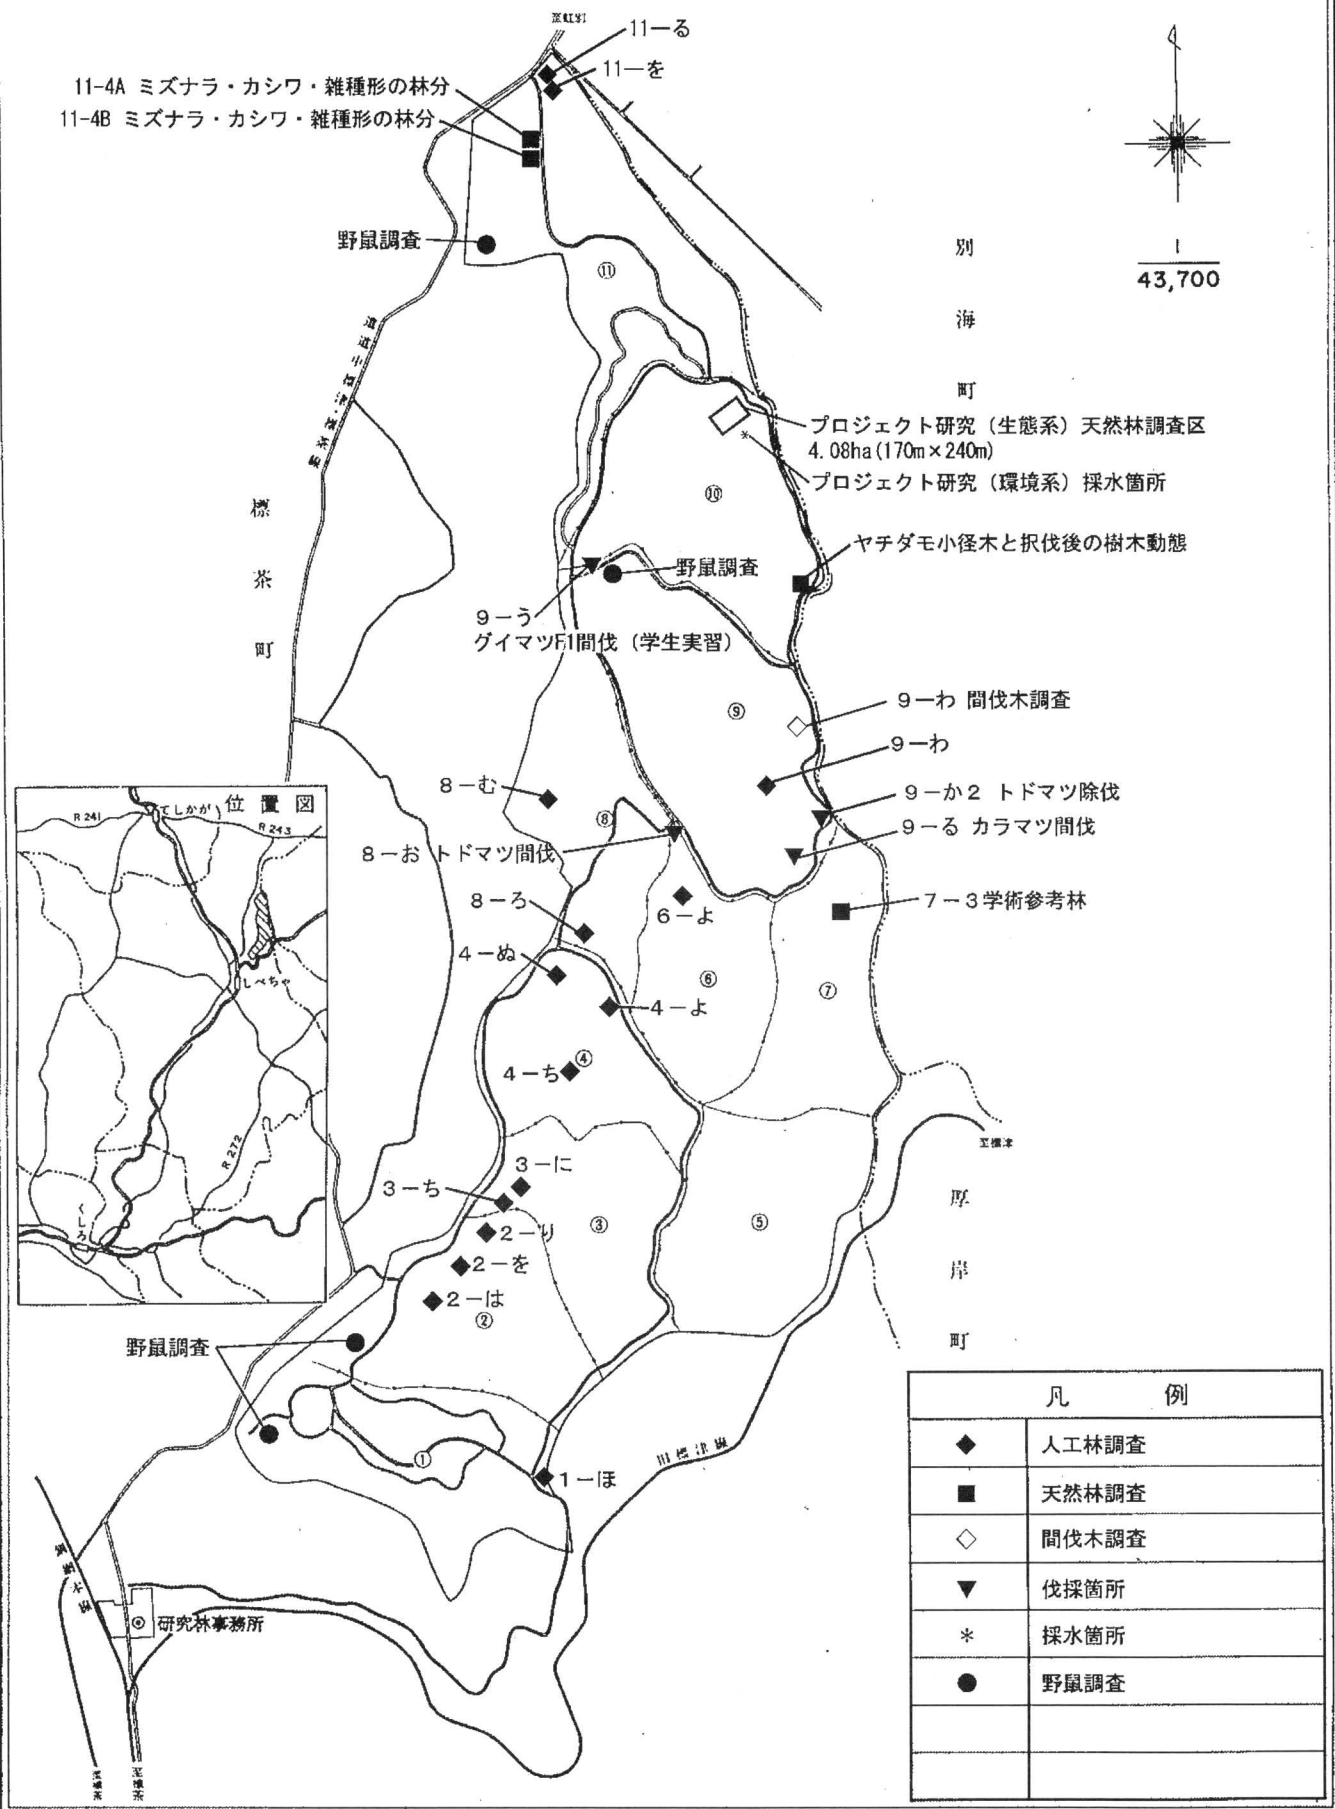 11-る
11-を
11-4A ミズナラ・カシワ・雑種形の林分
11-4B ミズナラ・カシワ・雑種形の林分
野鼠調査
⑪
別海町
1
43,700
プロジェクト研究（生態系）天然林調査区
4.08ha(170m×240m)
プロジェクト研究（環境系）採水箇所
⑩
標茶町
ヤチダモ小径木と択伐後の樹木動態
野鼠調査
9-う
グイマツF1間伐（学生実習）
⑨
9-わ 間伐木調査
9-わ
8-む
9-か2 トドマツ除伐
9-る カラマツ間伐
⑧
8-お トドマツ間伐
6-よ
7-3学術参考林
8-ろ
4-ぬ
⑥
⑦
4-よ
④
4-ち
位置図
R 241
てしかが
R 243
しべちゃ
R 272
くしろ
至標津
3-に
3-ち
③
⑤
2-り
2-を
2-は
②
厚岸町
野鼠調査
①
1-ほ
旧標津線
研究林事務所
至標茶
凡例
人工林調査
天然林調査
間伐木調査
伐採箇所
採水箇所
野鼠調査